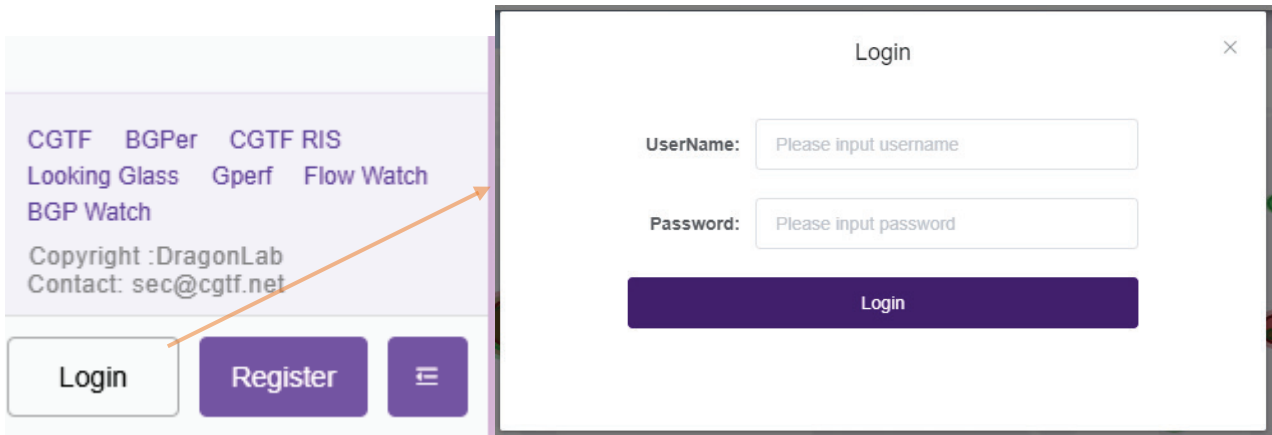 CGTF BGPer CGTF RIS
Looking Glass Gperf Flow Watch
BGP Watch
Copyright :DragonLab
Contact: sec@cgtf.net
Login Register
Login
UserName: Please input username
Password: Please input password
Login